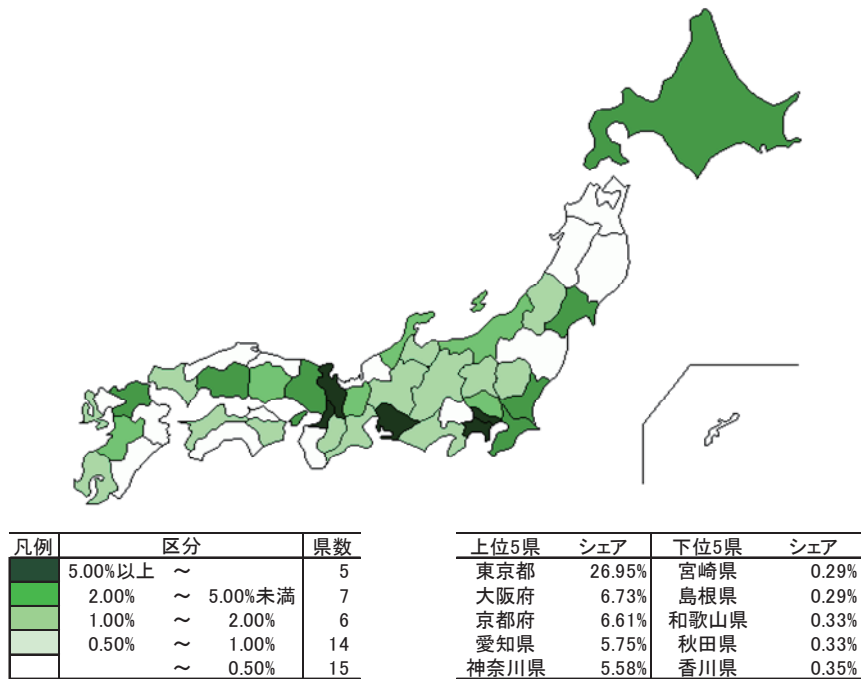 凡例 区分 県数
5.00%以上 ～ 5
2.00% ～ 5.00%未満 7
1.00% ～ 2.00% 6
0.50% ～ 1.00% 14
～ 0.50% 15
上位5県 シェア 下位5県 シェア
東京都 26.95% 宮崎県 0.29%
大阪府 6.73% 島根県 0.29%
京都府 6.61% 和歌山県 0.33%
愛知県 5.75% 秋田県 0.33%
神奈川県 5.58% 香川県 0.35%